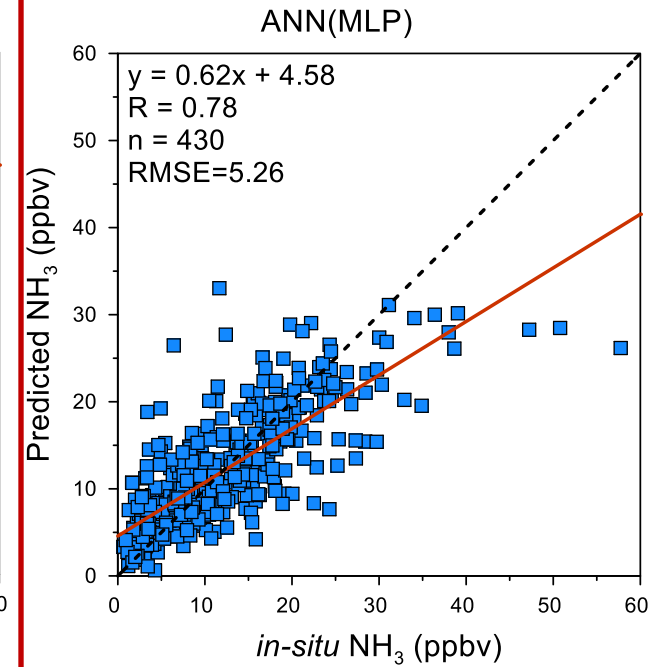 ANN(MLP)
y = 0.62x + 4.58
R = 0.78
n = 430
RMSE=5.26
Predicted NH₃ (ppbv)
60
50
40
30
20
10
0
0 10 20 30 40 50 60
0
in-situ NH₃ (ppbv)